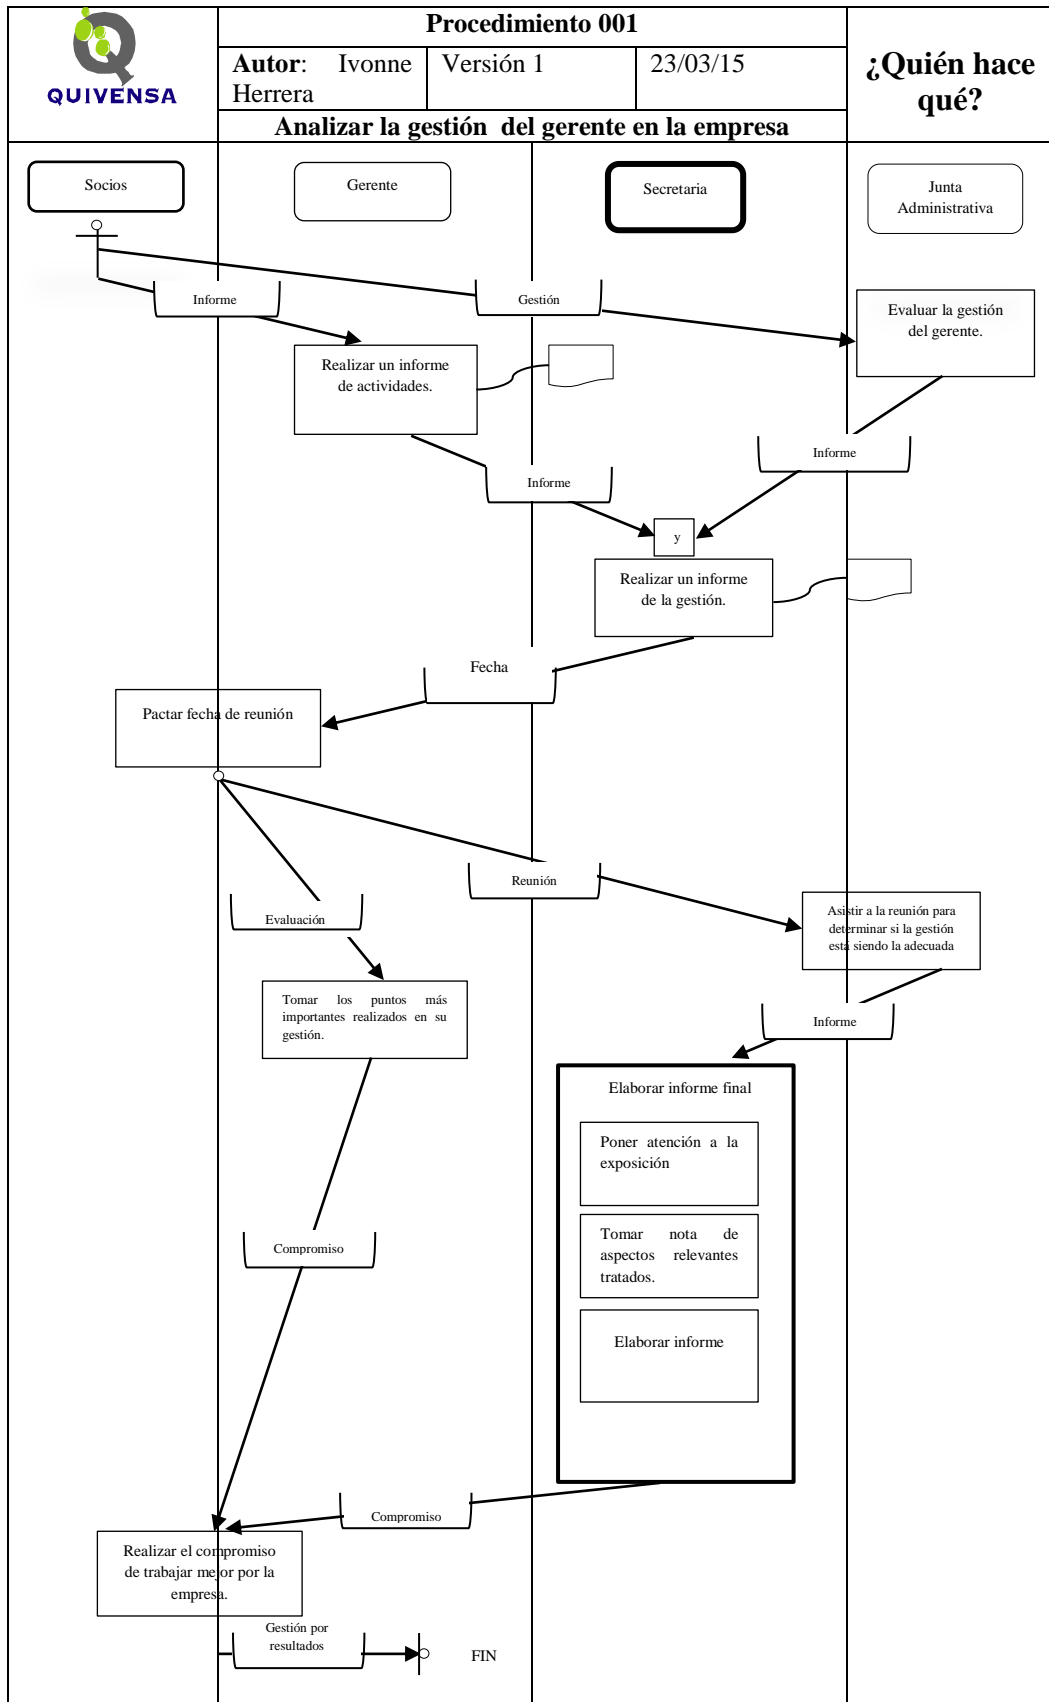 QUIVENSA
Procedimiento 001
Autor: Ivonne
Herrera
Versión 1
23/03/15
Analizar la gestión del gerente en la empresa
¿Quién hace
qué?
Socios
Gerente
Secretaria
Junta
Administrativa
Informe
Gestión
Evaluar la gestión
del gerente.
Realizar un informe
de actividades.
Informe
Informe
y
Realizar un informe
de la gestión.
Fecha
Pactar fecha de reunión
Reunión
Evaluación
Asistir a la reunión para
determinar si la gestión
está siendo la adecuada
Tomar los puntos más
importantes realizados en su
gestión.
Informe
Elaborar informe final
Poner atención a la
exposición
Tomar nota de
aspectos relevantes
tratados.
Compromiso
Elaborar informe
Compromiso
Realizar el compromiso
de trabajar mejor por la
empresa.
Gestión por
resultados
FIN